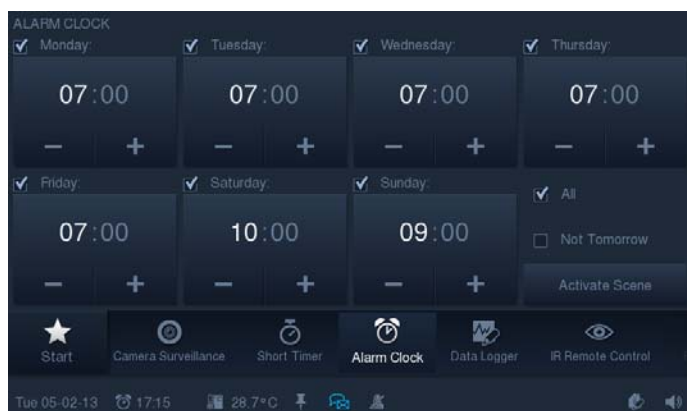 ALARM CLOCK
Monday: Tuesday: Wednesday: Thursday:
07:00 07:00 07:00 07:00
− + − + − + − +
Friday: Saturday: Sunday:
All
07:00 10:00 09:00
Not Tomorrow
− + − + − +
Activate Scene
Start Camera Surveillance Short Timer Alarm Clock Data Logger IR Remote Control
Tue 05-02-13 17:15 28.7°C